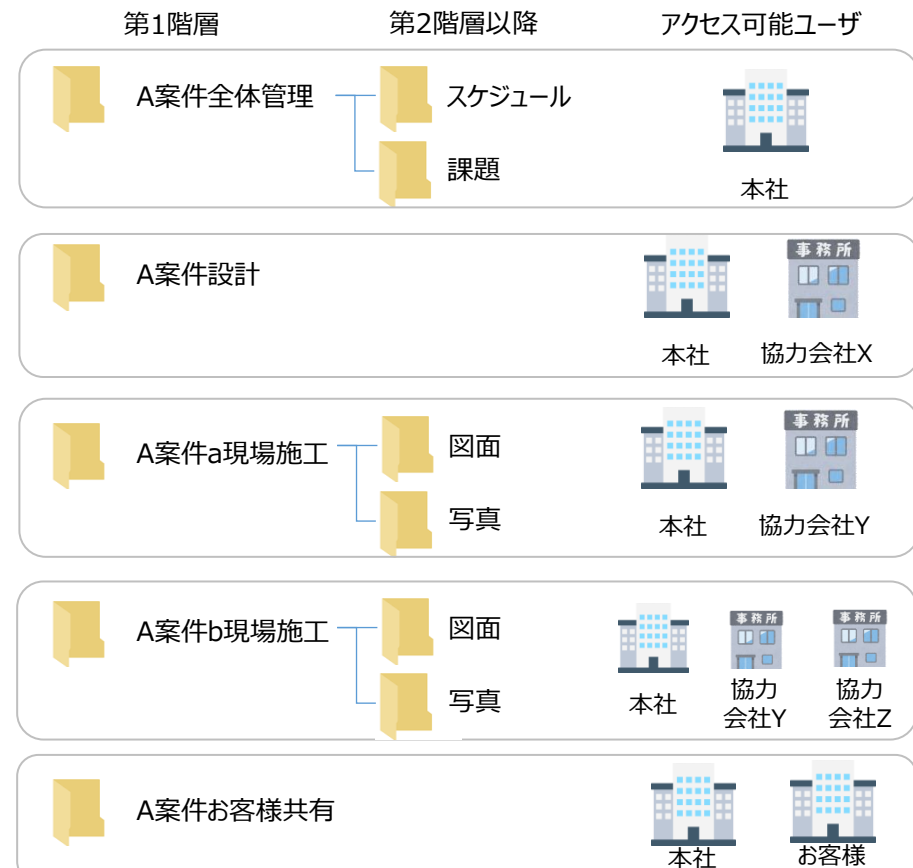 第1階層 第2階層以降 アクセス可能ユーザ
A案件全体管理 スケジュール
課題
本社
A案件設計
事務所
本社 協力会社X
A案件a現場施工 図面
事務所
写真
本社 協力会社Y
A案件b現場施工 図面
事務所 事務所
写真
本社 協力 協力
会社Y 会社Z
A案件お客様共有
本社 お客様